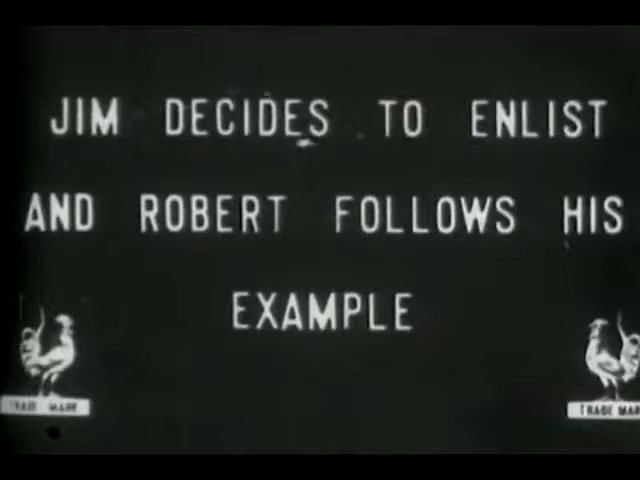 JIM DECIDES TO ENLIST
AND ROBERT FOLLOWS HIS
EXAMPLE
TRADE MARK
TRADE MAR